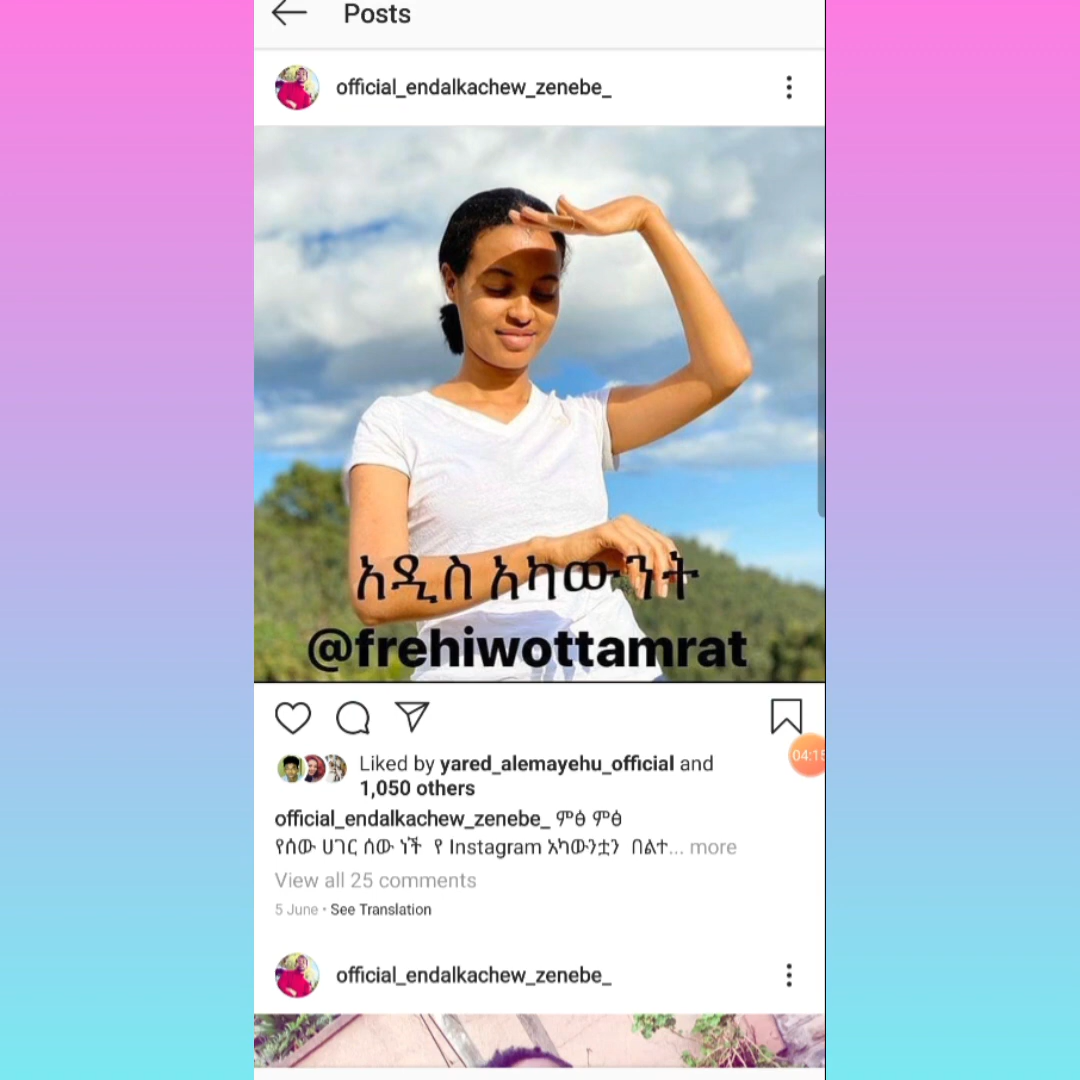 Posts
official_endalkachew_zenebe_
አዲስ አካውንት
@frehiwottamrat
Liked by yared_alemayehu_official and
1,050 others
04:15
official_endalkachew_zenebe_ ምፅ ምፅ
የሰው ሀገር ሰው ነች የ Instagram አካውንቷን በልተ... more
View all 25 comments
5 June • See Translation
official_endalkachew_zenebe_